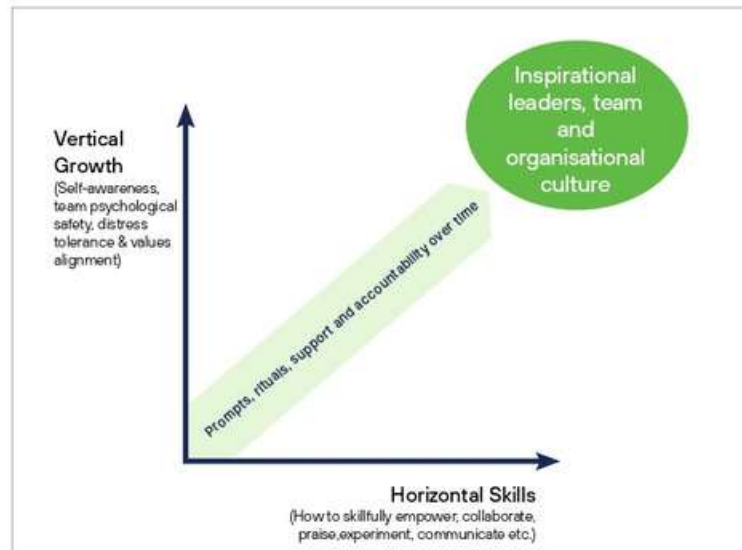 Inspirational
leaders, team
and
organisational
culture
Vertical
Growth
(Self-awareness,
team psychological
safety, distress
tolerance & values
alignment)
Prompts, rituals, support and accountability over time
Horizontal Skills
(How to skillfully empower, collaborate,
praise,experiment, communicate etc.)